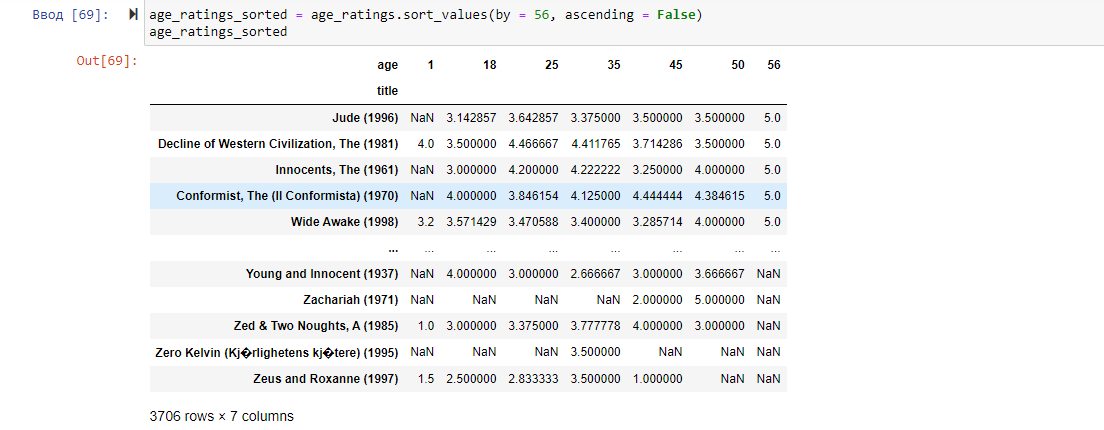 Ввод [69]: age_ratings_sorted = age_ratings.sort_values(by = 56, ascending = False)
age_ratings_sorted
Out[69]:
age 1 18 25 35 45 50 56
title
Jude (1996) NaN 3.142857 3.642857 3.375000 3.500000 3.500000 5.0
Decline of Western Civilization, The (1981) 4.0 3.500000 4.466667 4.411765 3.714286 3.500000 5.0
Innocents, The (1961) NaN 3.000000 4.200000 4.222222 3.250000 4.000000 5.0
Conformist, The (Il Conformista) (1970) NaN 4.000000 3.846154 4.125000 4.444444 4.384615 5.0
Wide Awake (1998) 3.2 3.571429 3.470588 3.400000 3.285714 4.000000 5.0
... ... ... ... ... ... ... ...
Young and Innocent (1937) NaN 4.000000 3.000000 2.666667 3.000000 3.666667 NaN
Zachariah (1971) NaN NaN NaN NaN 2.000000 5.000000 NaN
Zed & Two Noughts, A (1985) 1.0 3.000000 3.375000 3.777778 4.000000 3.000000 NaN
Zero Kelvin (Kj�rlighetens kj�tere) (1995) NaN NaN NaN 3.500000 NaN NaN NaN
Zeus and Roxanne (1997) 1.5 2.500000 2.833333 3.500000 1.000000 NaN NaN
3706 rows × 7 columns